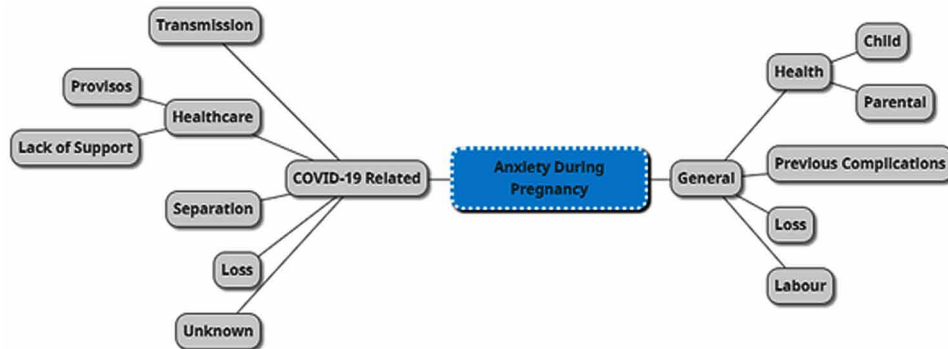 Transmission
Provisos
Healthcare
Lack of Support
COVID-19 Related
Separation
Loss
Unknown
Anxiety During
Pregnancy
General
Health
Child
Parental
Previous Complications
Loss
Labour